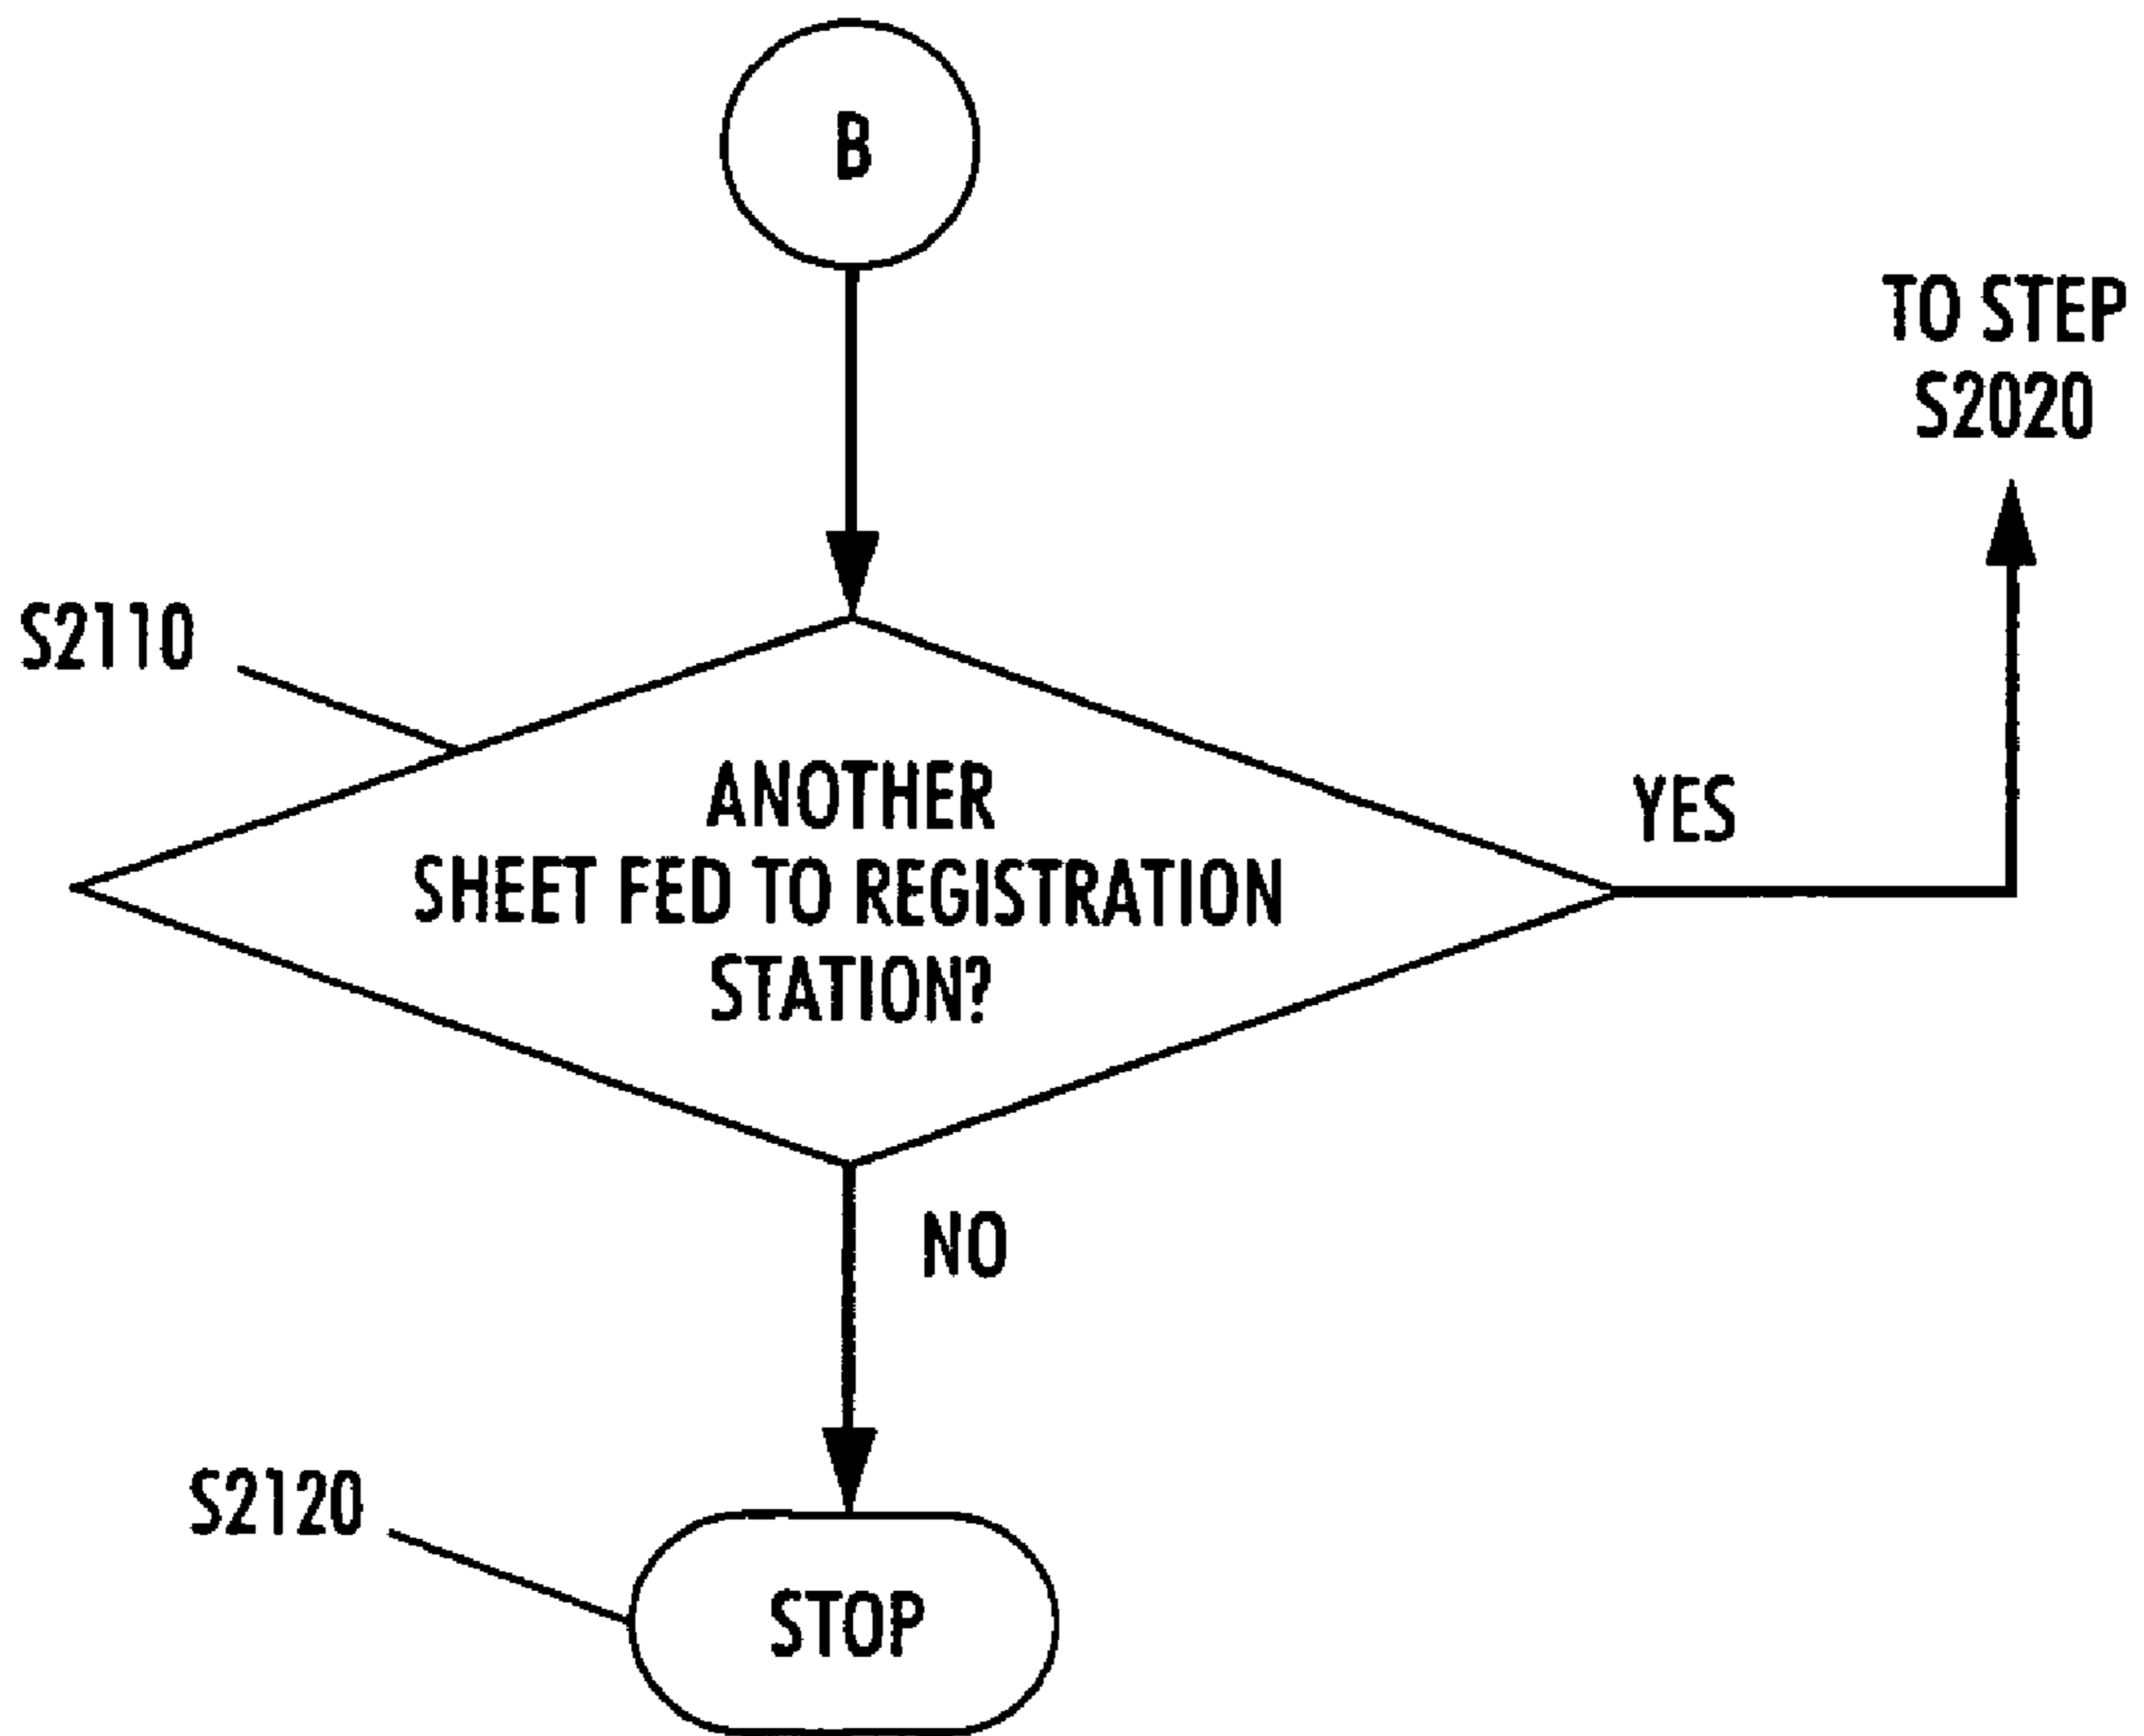 B
TO STEP
S2020
S2110
ANOTHER
SHEET FED TO REGISTRATION
STATION?
YES
NO
S2120
STOP